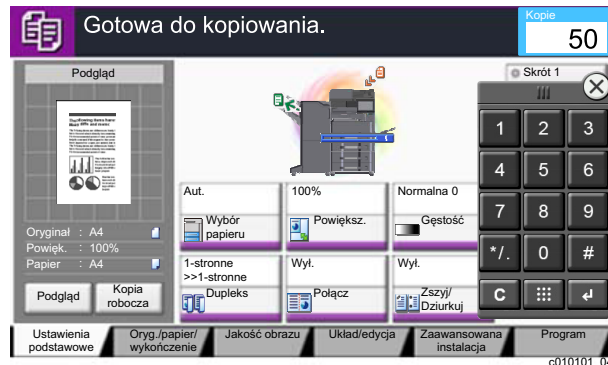 Gotowa do kopiowania.
Kopie
50
Podgląd
Skrót 1
Oryginał : A4
Powięk. : 100%
Papier : A4
Podgląd
Kopia
robocza
Aut.
Wybór
papieru
100%
Powiększ.
Normalna 0
Gęstość
1-stronne
>>1-stronne
Dupleks
Wył.
Połącz
Wył.
Zszyj/
Dziurkuj
1 2 3
4 5 6
7 8 9
*/. 0 #
C
Ustawienia
podstawowe
Oryg./papier/
wykończenie
Jakość obrazu
Układ/edycja
Zaawansowana
instalacja
Program